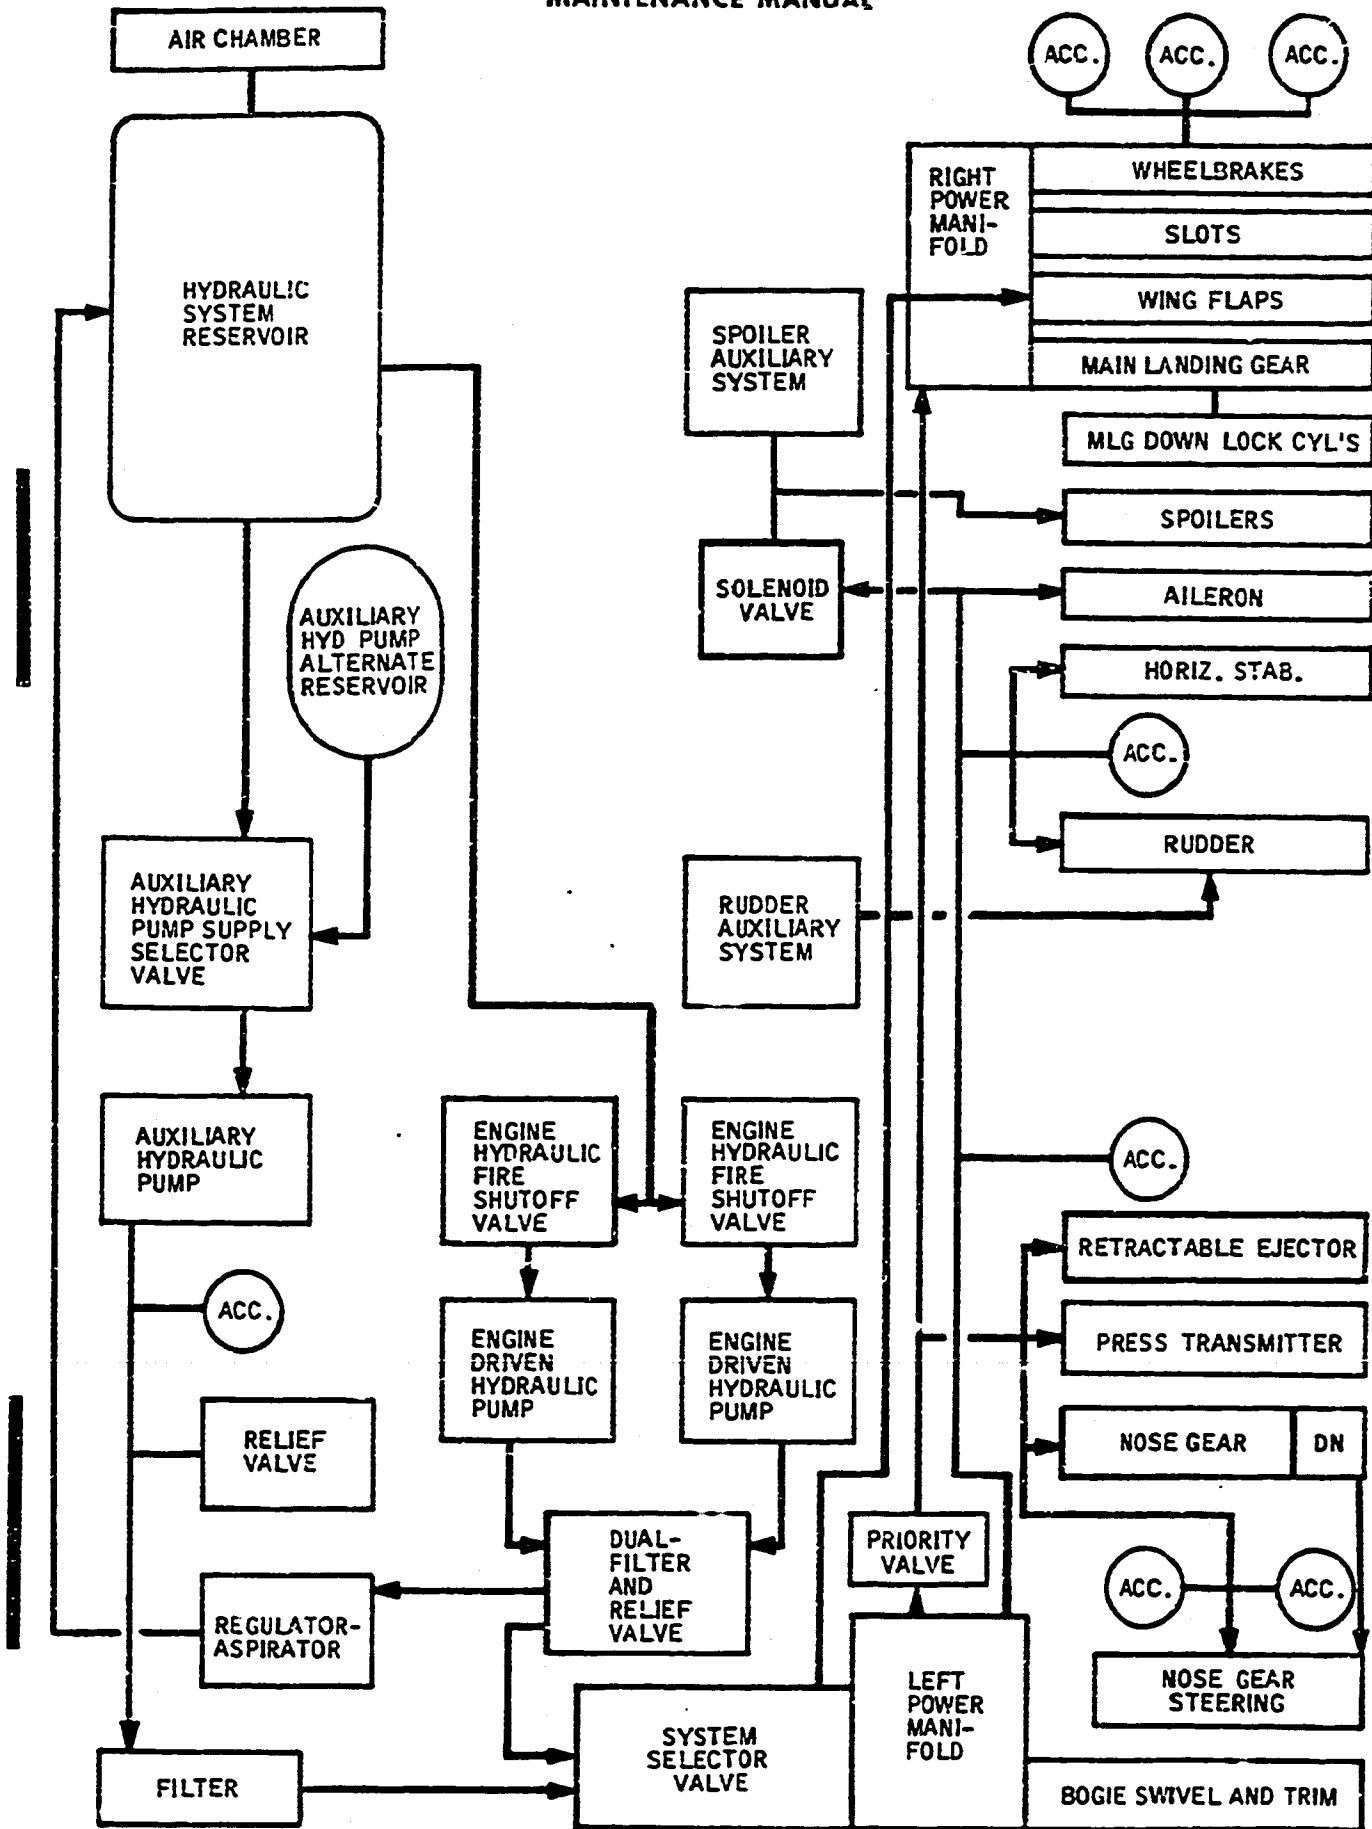 MAINTENANCE MANUAL
AIR CHAMBER
ACC.
ACC.
ACC.
RIGHT
POWER
MANI-
FOLD
WHEELBRAKES
SLOTS
WING FLAPS
MAIN LANDING GEAR
MLG DOWN LOCK CYL'S
HYDRAULIC
SYSTEM
RESERVOIR
SPOILER
AUXILIARY
SYSTEM
SPOILERS
SOLENOID
VALVE
AILERON
AUXILIARY
HYD PUMP
ALTERNATE
RESERVOIR
HORIZ. STAB.
ACC.
RUDDER
AUXILIARY
HYDRAULIC
PUMP SUPPLY
SELECTOR
VALVE
RUDDER
AUXILIARY
SYSTEM
AUXILIARY
HYDRAULIC
PUMP
ENGINE
HYDRAULIC
FIRE
SHUTOFF
VALVE
ENGINE
HYDRAULIC
FIRE
SHUTOFF
VALVE
ACC.
RETRACTABLE EJECTOR
ACC.
ENGINE
DRIVEN
HYDRAULIC
PUMP
ENGINE
DRIVEN
HYDRAULIC
PUMP
PRESS TRANSMITTER
RELIEF
VALVE
NOSE GEAR
DN
DUAL-
FILTER
AND
RELIEF
VALVE
PRIORITY
VALVE
ACC.
ACC.
REGULATOR-
ASPIRATOR
NOSE GEAR
STEERING
LEFT
POWER
MANI-
FOLD
SYSTEM
SELECTOR
VALVE
FILTER
BOGIE SWIVEL AND TRIM